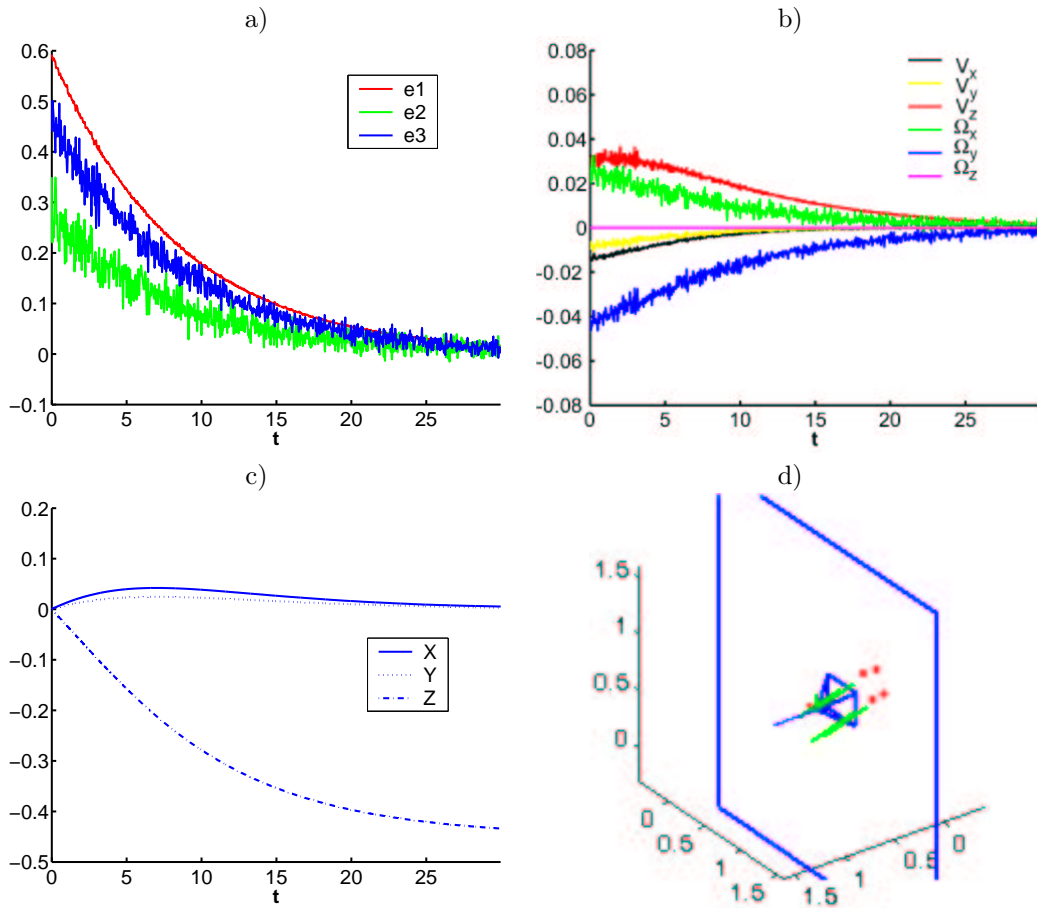 a)
0.6
0.5
0.4
0.3
0.2
0.1
0
−0.1
0
5
10
15
20
25
t
e1
e2
e3
b)
0.08
0.06
0.04
0.02
0
-0.02
-0.04
-0.06
-0.08
0
5
10
15
20
25
t
Vx
Vy
Vz
Ωx
Ωy
Ωz
c)
0.2
0.1
0
−0.1
−0.2
−0.3
−0.4
−0.5
0
5
10
15
20
25
t
X
Y
Z
d)
1.5
1
0.5
0
0
0.5
1
1.5
1.5
1
0.5
0